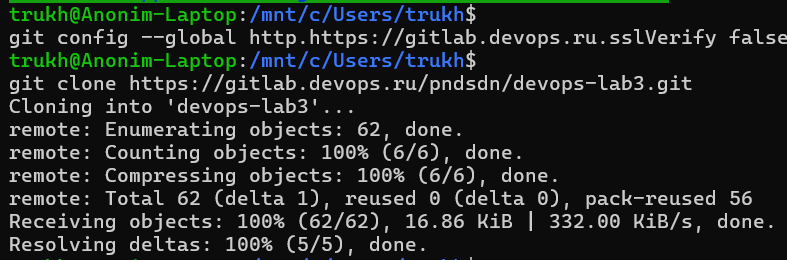 trukh@Anonim-Laptop:/mnt/c/Users/trukh$
git config --global http.https://gitlab.devops.ru.sslVerify false
trukh@Anonim-Laptop:/mnt/c/Users/trukh$
git clone https://gitlab.devops.ru/pndsdn/devops-lab3.git
Cloning into 'devops-lab3'...
remote: Enumerating objects: 62, done.
remote: Counting objects: 100% (6/6), done.
remote: Compressing objects: 100% (6/6), done.
remote: Total 62 (delta 1), reused 0 (delta 0), pack-reused 56
Receiving objects: 100% (62/62), 16.86 KiB | 332.00 KiB/s, done.
Resolving deltas: 100% (5/5), done.